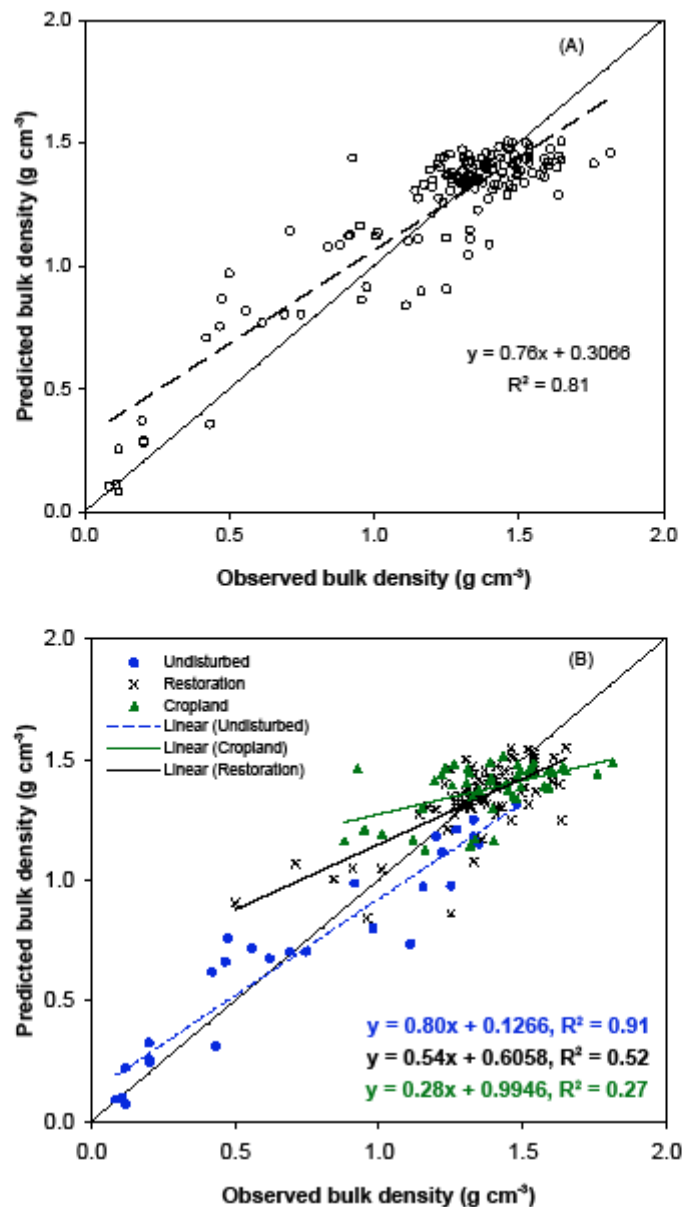 2.0
(A)
1.5
1.0
0.5
0.0
Predicted bulk density (g cm⁻³)
y = 0.76x + 0.3066
R² = 0.81
0.0 0.5 1.0 1.5 2.0
Observed bulk density (g cm⁻³)
2.0
(B)
Undisturbed
Restoration
Cropland
Linear (Undisturbed)
Linear (Cropland)
Linear (Restoration)
1.5
1.0
0.5
0.0
Predicted bulk density (g cm⁻³)
y = 0.80x + 0.1266, R² = 0.91
y = 0.54x + 0.6058, R² = 0.52
y = 0.28x + 0.9946, R² = 0.27
0.0 0.5 1.0 1.5 2.0
Observed bulk density (g cm⁻³)